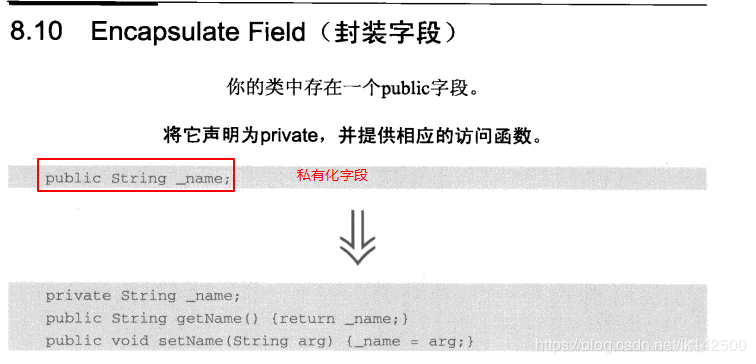 8.10 Encapsulate Field（封装字段）
你的类中存在一个public字段。
将它声明为private，并提供相应的访问函数。
public String _name; 私有化字段
private String _name;
public String getName() {return _name;}
public void setName(String arg) {_name = arg;}
https://blog.csdn.net/lk142500